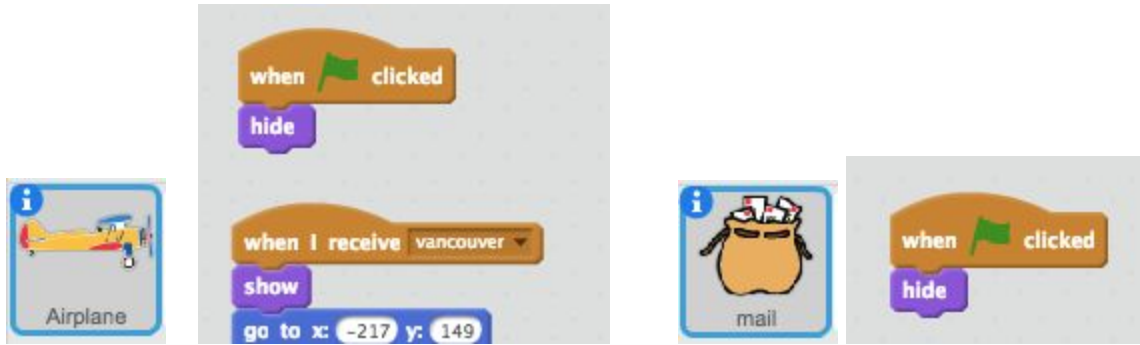 when clicked
hide
i
Airplane
when I receive vancouver
show
go to x: -217 y: 149
i
mail
when clicked
hide